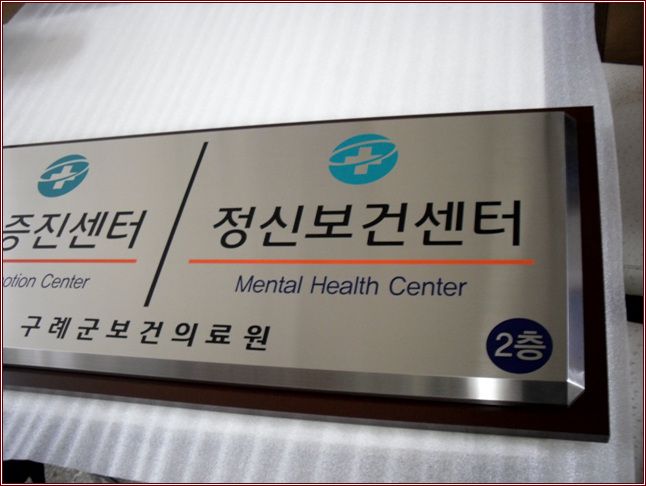 증진센터
otion Center
정신보건센터
Mental Health Center
구례군보건의료원
2층